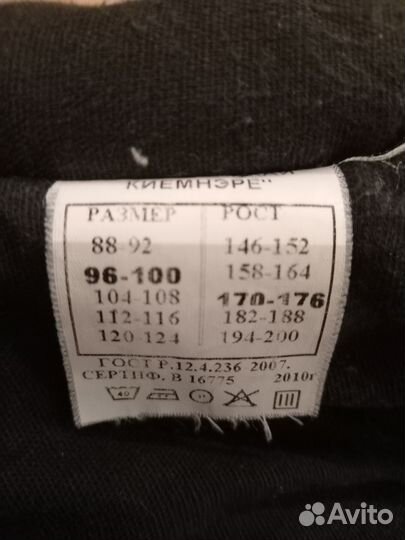 КИЕМНЭРЕ"
РАЗМЕР РОСТ
88-92 146-152
96-100 158-164
104-108 170-176
112-116 182-188
120-124 194-200
ГОСТ Р.12.4.236 2007.
СЕРТИФ. В 16775 2010г
40
Avito